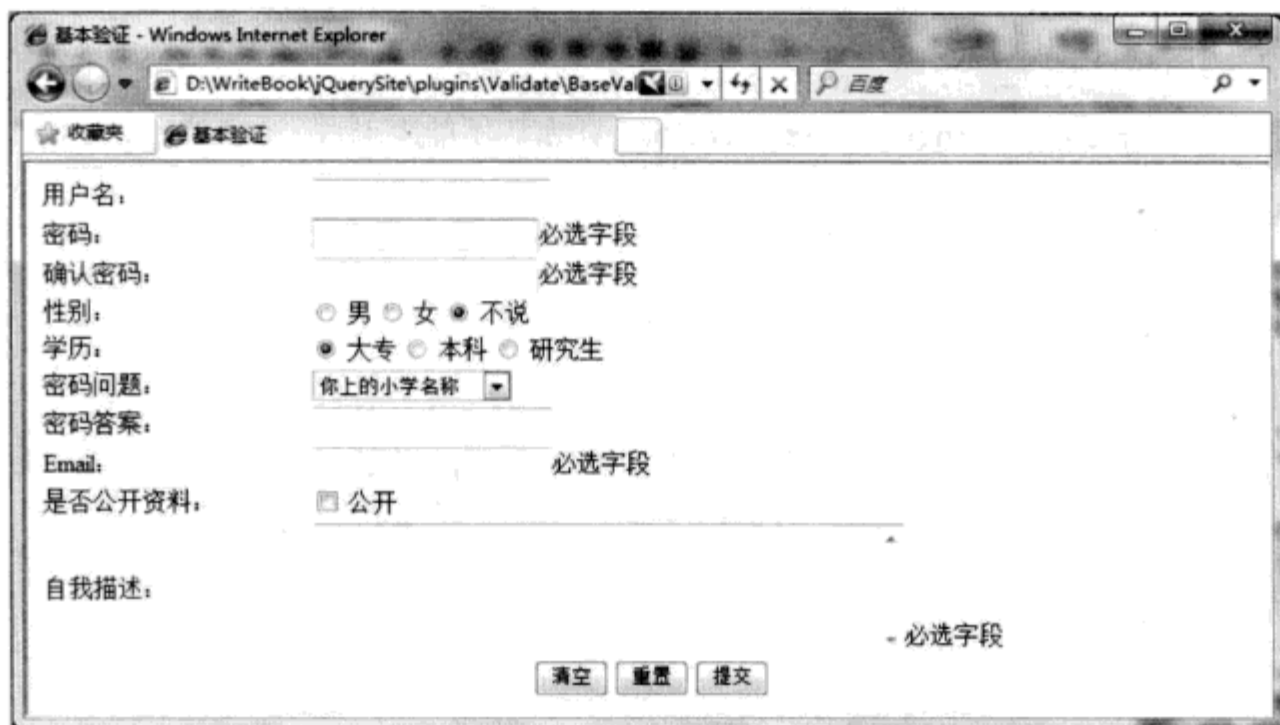 基本验证 - Windows Internet Explorer
D:\WriteBook\jQuerySite\plugins\Validate\BaseVal
百度
收藏夹 基本验证
用户名：
密码： 必选字段
确认密码： 必选字段
性别： 男 女 不说
学历： 大专 本科 研究生
密码问题： 你上的小学名称
密码答案：
Email： 必选字段
是否公开资料： 公开
自我描述：
必选字段
清空 重置 提交